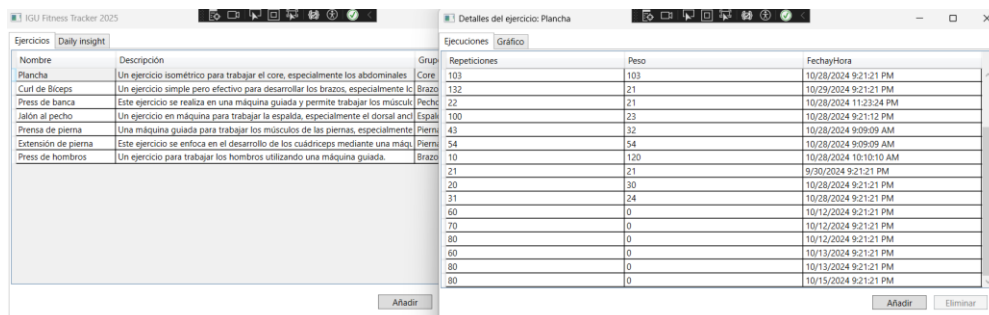 IGU Fitness Tracker 2025
Ejercicios Daily insight
Nombre Descripción Grup
Plancha Un ejercicio isométrico para trabajar el core, especialmente los abdominales Core
Curl de Bíceps Un ejercicio simple pero efectivo para desarrollar los brazos, especialmente lc Brazo
Press de banca Este ejercicio se realiza en una máquina guiada y permite trabajar los múscul Pecho
Jalón al pecho Un ejercicio en máquina para trabajar la espalda, especialmente el dorsal ancl Espal
Prensa de pierna Una máquina guiada para trabajar los músculos de las piernas, especialmente Pierna
Extensión de pierna Este ejercicio se enfoca en el desarrollo de los cuádriceps mediante una máqu Pierna
Press de hombros Un ejercicio para trabajar los hombros utilizando una máquina guiada. Brazo
Añadir
Detalles del ejercicio: Plancha
Ejecuciones Gráfico
Repeticiones Peso FechayHora
103 103 10/28/2024 9:21:21 PM
132 21 10/29/2024 9:21:21 PM
22 21 10/28/2024 11:23:24 PM
100 23 10/28/2024 9:21:12 PM
43 32 10/28/2024 9:09:09 AM
54 54 10/28/2024 9:09:09 AM
10 120 10/28/2024 10:10:10 AM
21 21 9/30/2024 9:21:21 PM
20 30 10/28/2024 9:21:21 PM
31 24 10/28/2024 9:21:21 PM
60 0 10/12/2024 9:21:21 PM
70 0 10/12/2024 9:21:21 PM
80 0 10/12/2024 9:21:21 PM
60 0 10/13/2024 9:21:21 PM
80 0 10/13/2024 9:21:21 PM
80 0 10/15/2024 9:21:21 PM
Añadir Eliminar